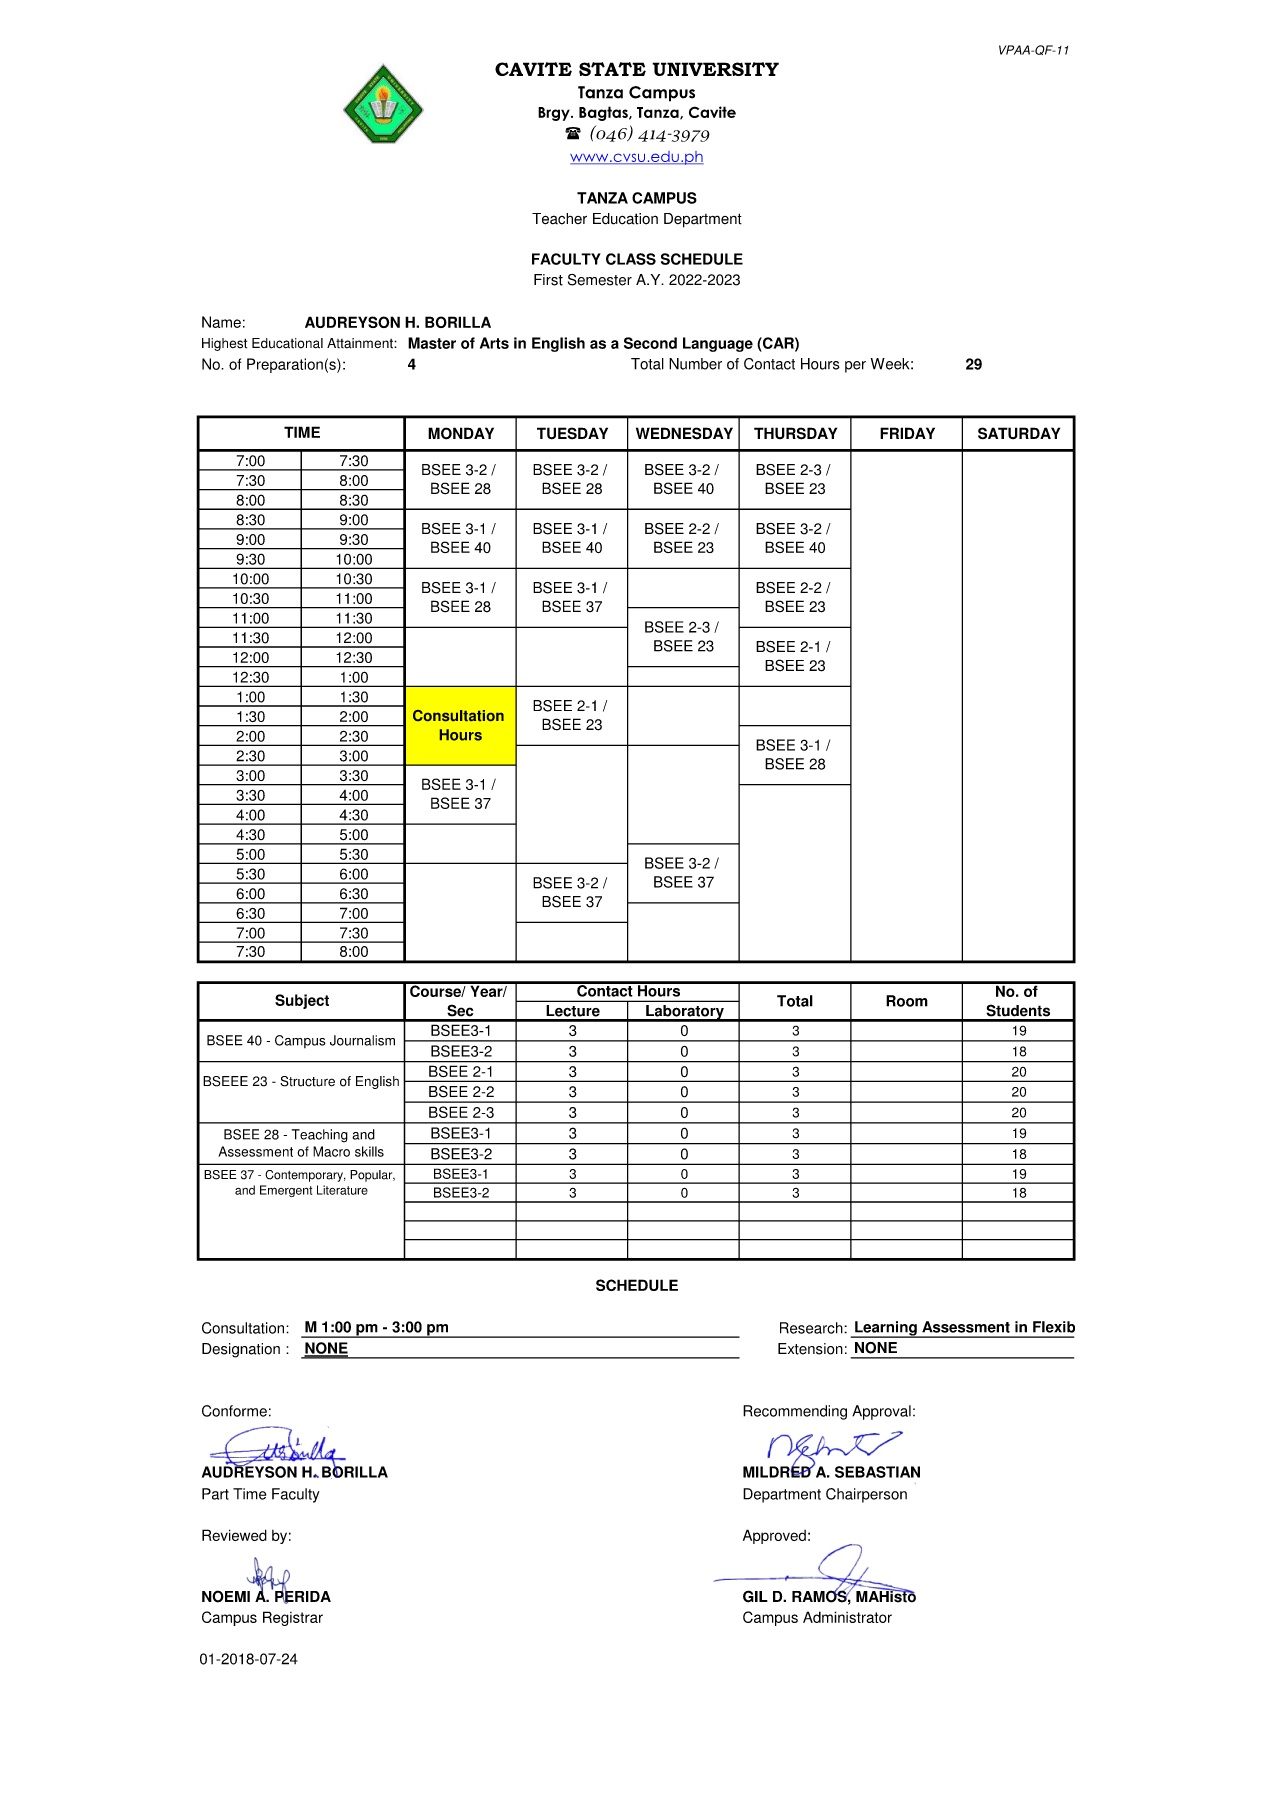 VPAA-QF-11
CAVITE STATE UNIVERSITY
Tanza Campus
Brgy. Bagtas, Tanza, Cavite
☎ (046) 414-3979
www.cvsu.edu.ph
TANZA CAMPUS
Teacher Education Department
FACULTY CLASS SCHEDULE
First Semester A.Y. 2022-2023
Name: AUDREYSON H. BORILLA
Highest Educational Attainment: Master of Arts in English as a Second Language (CAR)
No. of Preparation(s): 4 Total Number of Contact Hours per Week: 29
TIME MONDAY TUESDAY WEDNESDAY THURSDAY FRIDAY SATURDAY
7:00 7:30
BSEE 3-2 / BSEE 3-2 / BSEE 3-2 / BSEE 2-3 /
7:30 8:00
BSEE 28 BSEE 28 BSEE 40 BSEE 23
8:00 8:30
8:30 9:00
BSEE 3-1 / BSEE 3-1 / BSEE 2-2 / BSEE 3-2 /
9:00 9:30
BSEE 40 BSEE 40 BSEE 23 BSEE 40
9:30 10:00
10:00 10:30
BSEE 3-1 / BSEE 3-1 / BSEE 2-2 /
10:30 11:00
BSEE 28 BSEE 37 BSEE 23
11:00 11:30
BSEE 2-3 /
11:30 12:00
BSEE 23 BSEE 2-1 /
12:00 12:30
BSEE 23
12:30 1:00
1:00 1:30
BSEE 2-1 /
1:30 2:00
Consultation BSEE 23
2:00 2:30
Hours BSEE 3-1 /
2:30 3:00
BSEE 28
3:00 3:30
BSEE 3-1 /
3:30 4:00
BSEE 37
4:00 4:30
4:30 5:00
5:00 5:30
BSEE 3-2 /
5:30 6:00
BSEE 3-2 / BSEE 37
6:00 6:30
BSEE 37
6:30 7:00
7:00 7:30
7:30 8:00
Subject Course/ Year/ Sec Contact Hours Total Room No. of Students
Lecture Laboratory
BSEE 40 - Campus Journalism
BSEE3-1 3 0 3 19
BSEE3-2 3 0 3 18
BSEEE 23 - Structure of English
BSEE 2-1 3 0 3 20
BSEE 2-2 3 0 3 20
BSEE 2-3 3 0 3 20
BSEE 28 - Teaching and
Assessment of Macro skills
BSEE3-1 3 0 3 19
BSEE3-2 3 0 3 18
BSEE 37 - Contemporary, Popular,
and Emergent Literature
BSEE3-1 3 0 3 19
BSEE3-2 3 0 3 18
SCHEDULE
Consultation: M 1:00 pm - 3:00 pm Research: Learning Assessment in Flexib
Designation : NONE Extension: NONE
Conforme: Recommending Approval:
AUDREYSON H. BORILLA MILDRED A. SEBASTIAN
Part Time Faculty Department Chairperson
Reviewed by: Approved:
NOEMI A. PERIDA GIL D. RAMOS, MAHisto
Campus Registrar Campus Administrator
01-2018-07-24